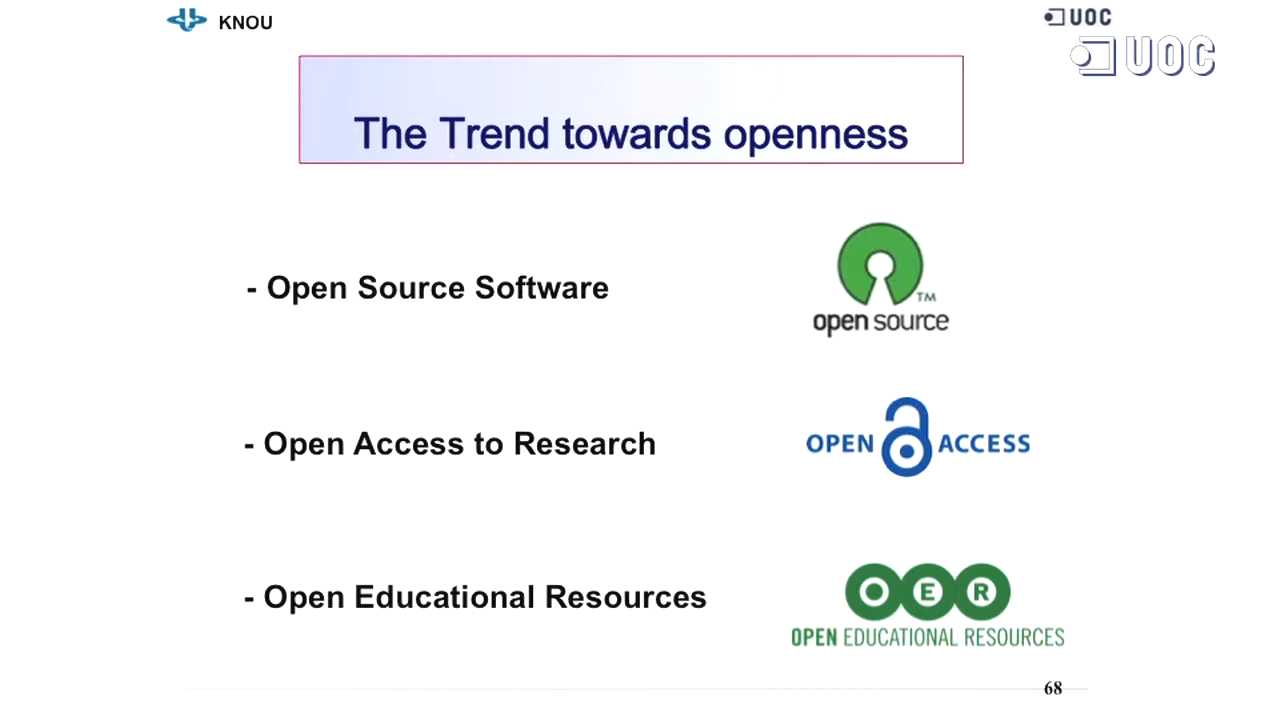 KNOU
UOC
UOC
The Trend towards openness
- Open Source Software
TM
open source
- Open Access to Research
OPEN ACCESS
- Open Educational Resources
OER
OPEN EDUCATIONAL RESOURCES
68